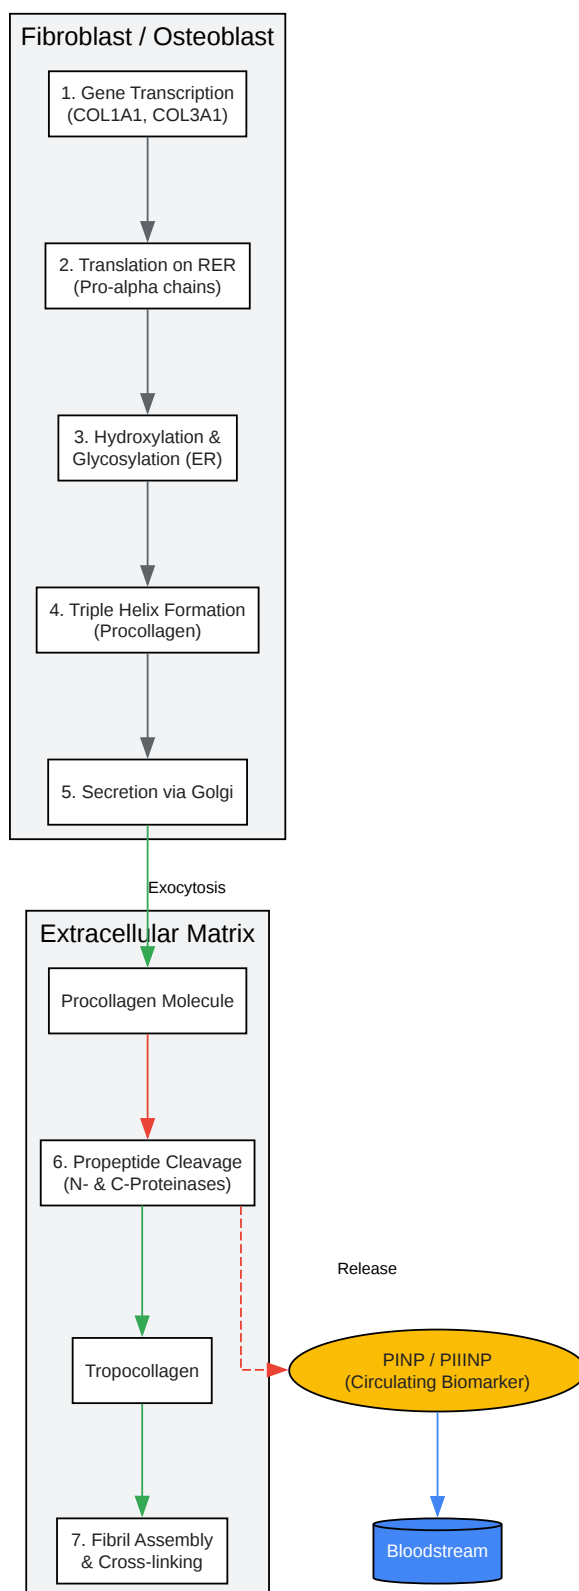 Fibroblast / Osteoblast
1. Gene Transcription
(COL1A1, COL3A1)
2. Translation on RER
(Pro-alpha chains)
3. Hydroxylation &
Glycosylation (ER)
4. Triple Helix Formation
(Procollagen)
5. Secretion via Golgi
Exocytosis
Extracellular Matrix
Procollagen Molecule
6. Propeptide Cleavage
(N- & C-Proteinases)
Release
Tropocollagen
PINP / PIIINP
(Circulating Biomarker)
7. Fibril Assembly
& Cross-linking
Bloodstream